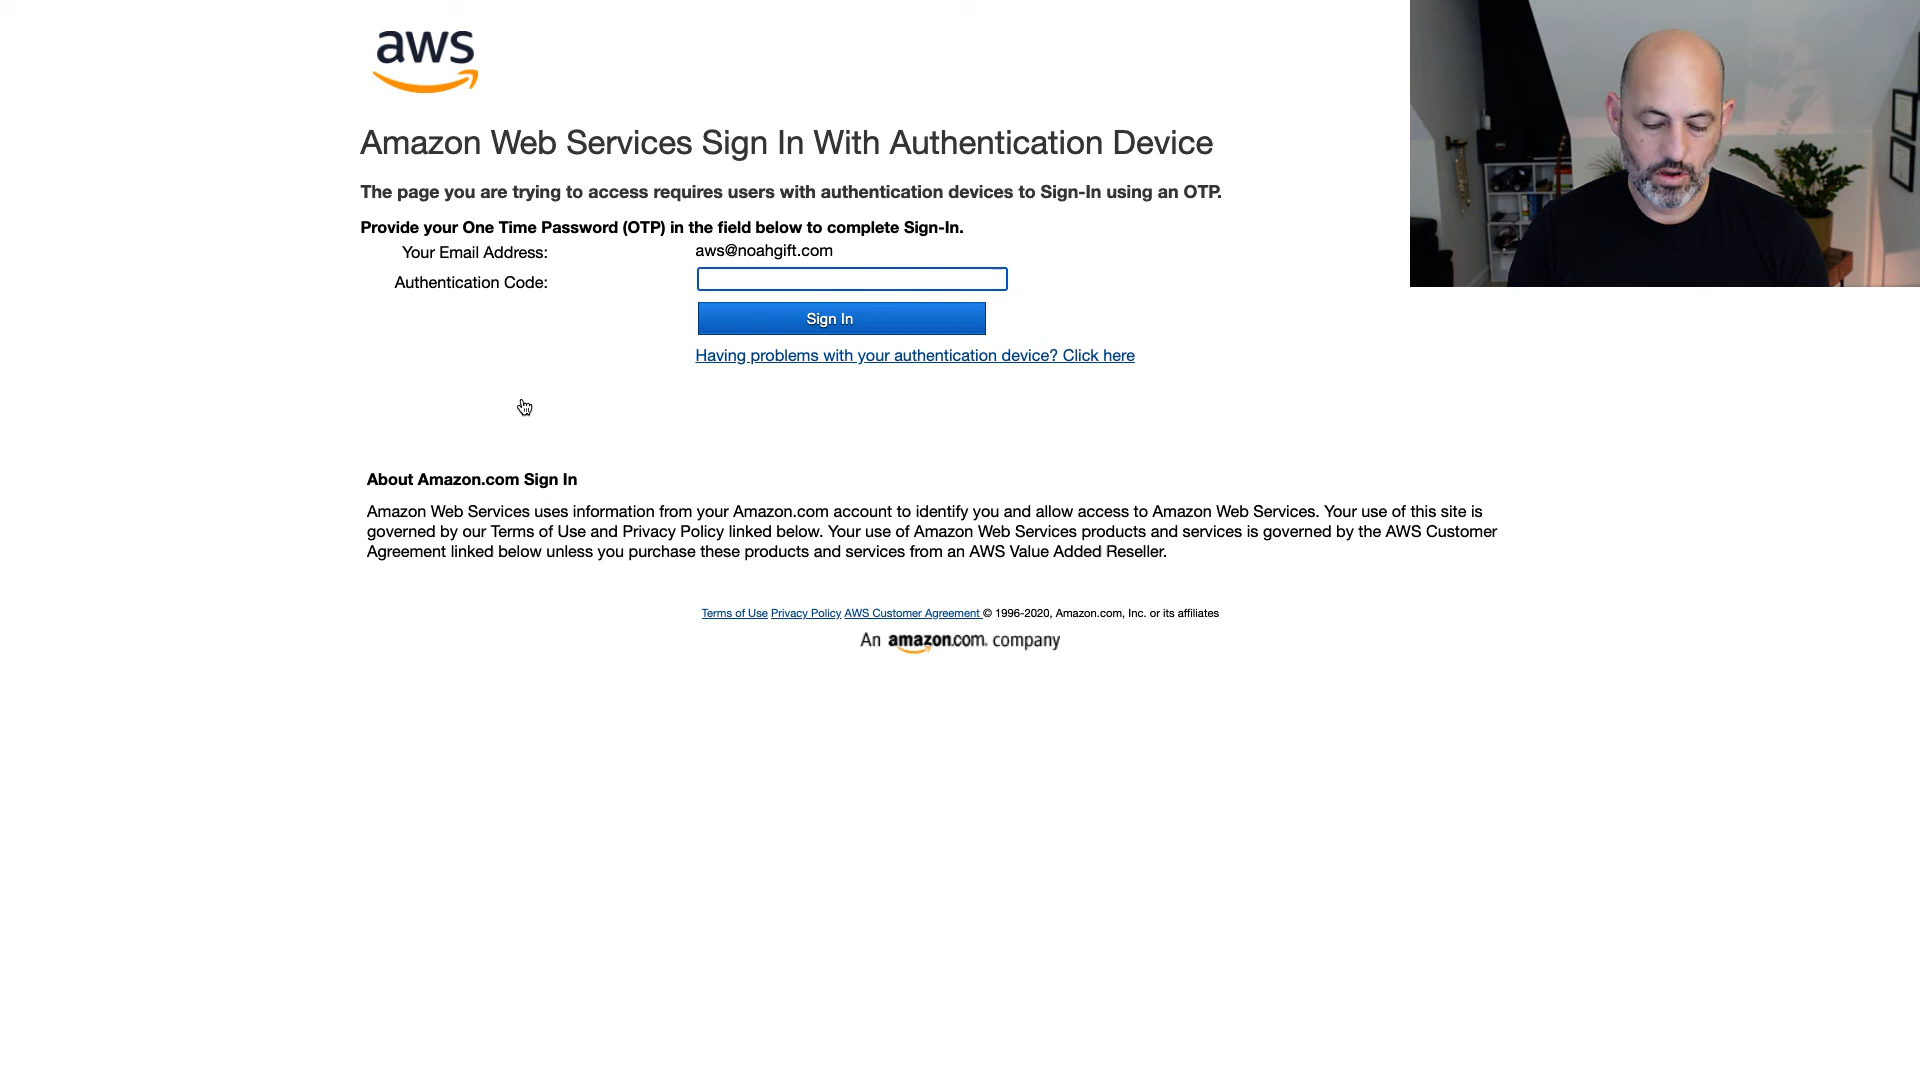 aws
Amazon Web Services Sign In With Authentication Device
The page you are trying to access requires users with authentication devices to Sign-In using an OTP.
Provide your One Time Password (OTP) in the field below to complete Sign-In.
Your Email Address: aws@noahgift.com
Authentication Code:
Sign In
Having problems with your authentication device? Click here
About Amazon.com Sign In
Amazon Web Services uses information from your Amazon.com account to identify you and allow access to Amazon Web Services. Your use of this site is
governed by our Terms of Use and Privacy Policy linked below. Your use of Amazon Web Services products and services is governed by the AWS Customer
Agreement linked below unless you purchase these products and services from an AWS Value Added Reseller.
Terms of Use Privacy Policy AWS Customer Agreement © 1996-2020, Amazon.com, Inc. or its affiliates
An amazon.com. company